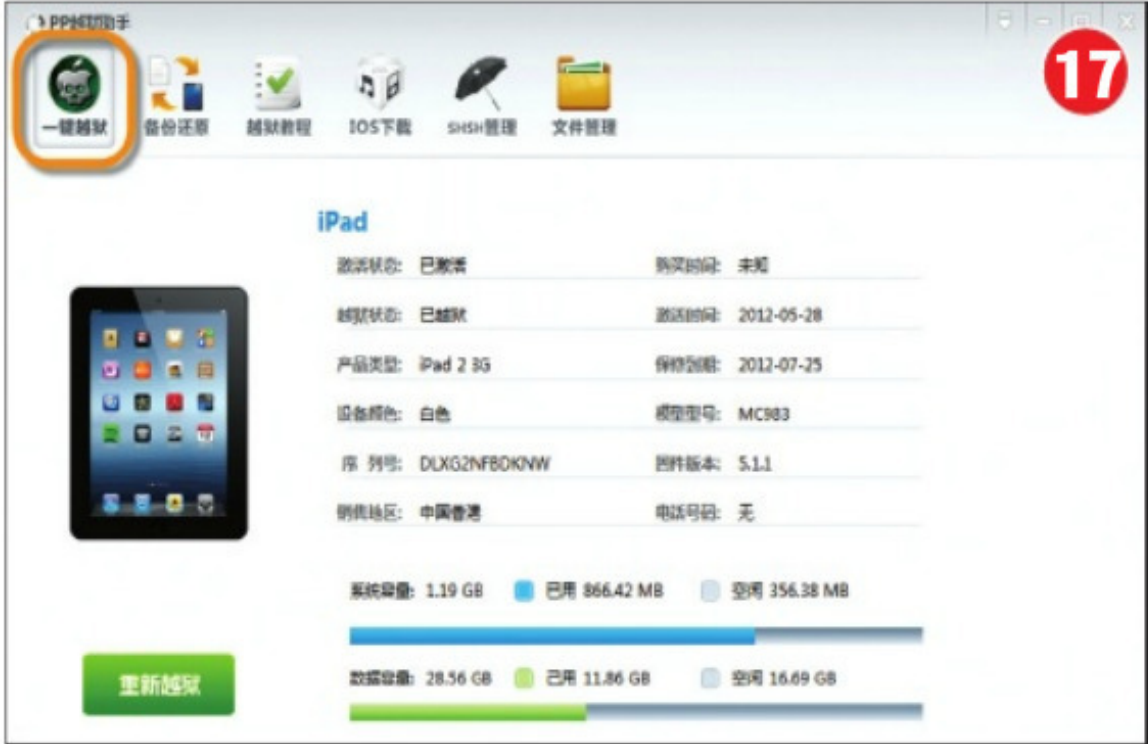 PP越狱助手
17
一键越狱 备份还原 越狱教程 IOS下载 SHSH管理 文件管理
iPad
激活状态: 已激活 购买时间: 未知
越狱状态: 已越狱 激活时间: 2012-05-28
产品类型: iPad 2 3G 保修到期: 2012-07-25
设备颜色: 白色 模型型号: MC983
序 列号: DLXG2NFBDKNW 固件版本: 5.1.1
销售地区: 中国香港 电话号码: 无
系统容量: 1.19 GB 已用 866.42 MB 空闲 356.38 MB
数据容量: 28.56 GB 已用 11.86 GB 空闲 16.69 GB
重新越狱